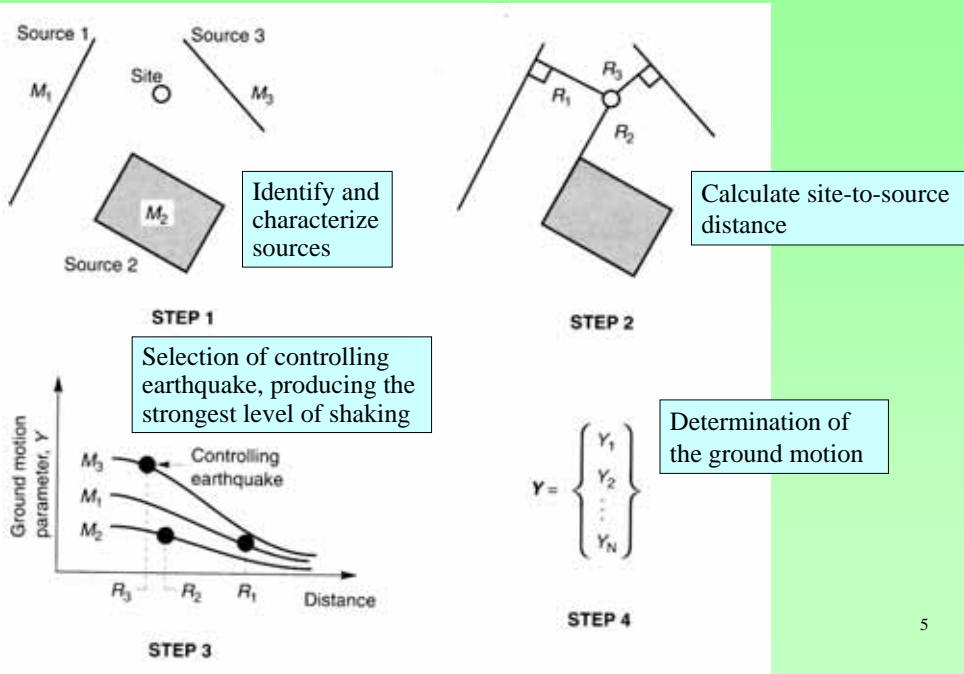 Source 1
Source 3
Site
M₁
M₃
M₂
Source 2
Identify and
characterize
sources
STEP 1
R₃
R₁
R₂
Calculate site-to-source
distance
STEP 2
Selection of controlling
earthquake, producing the
strongest level of shaking
Ground motion
parameter, Y
M₃
Controlling
earthquake
M₁
M₂
R₃
R₂
R₁
Distance
STEP 3
Determination of
the ground motion
Y =
Y₁
Y₂
⋮
Y_N
STEP 4
5